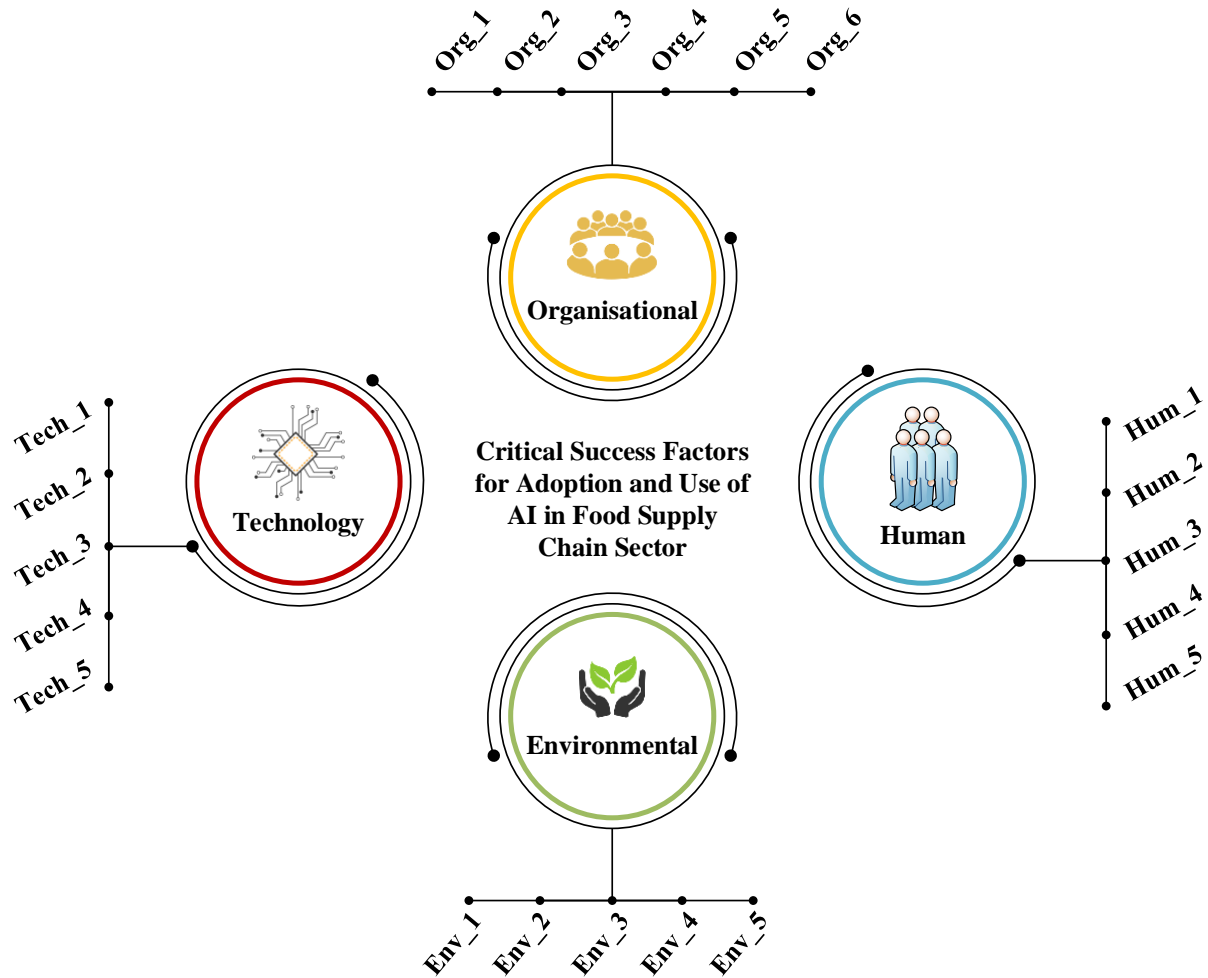 Org_1
Org_2
Org_3
Org_4
Org_5
Org_6
Organisational
Tech_1
Tech_2
Tech_3
Tech_4
Tech_5
Technology
Critical Success Factors
for Adoption and Use of
AI in Food Supply
Chain Sector
Human
Hum_1
Hum_2
Hum_3
Hum_4
Hum_5
Environmental
Env_1
Env_2
Env_3
Env_4
Env_5